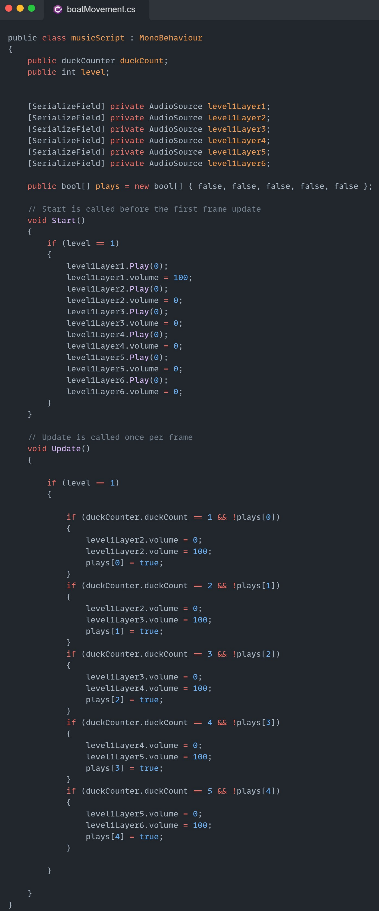 boatMovement.cs
public class musicScript : MonoBehaviour
{
    public duckCounter duckCount;
    public int level;

    [SerializeField] private AudioSource level1Layer1;
    [SerializeField] private AudioSource level1Layer2;
    [SerializeField] private AudioSource level1Layer3;
    [SerializeField] private AudioSource level1Layer4;
    [SerializeField] private AudioSource level1Layer5;
    [SerializeField] private AudioSource level1Layer6;

    public bool[] plays = new bool[] { false, false, false, false, false };

    // Start is called before the first frame update
    void Start()
    {
        if (level == 1)
        {
            level1Layer1.Play(0);
            level1Layer1.volume = 100;
            level1Layer2.Play(0);
            level1Layer2.volume = 0;
            level1Layer3.Play(0);
            level1Layer3.volume = 0;
            level1Layer4.Play(0);
            level1Layer4.volume = 0;
            level1Layer5.Play(0);
            level1Layer5.volume = 0;
            level1Layer6.Play(0);
            level1Layer6.volume = 0;
        }
    }

    // Update is called once per frame
    void Update()
    {

        if (level == 1)
        {

            if (duckCounter.duckCount == 1 && !plays[0])
            {
                level1Layer2.volume = 0;
                level1Layer2.volume = 100;
                plays[0] = true;
            }
            if (duckCounter.duckCount == 2 && !plays[1])
            {
                level1Layer2.volume = 0;
                level1Layer3.volume = 100;
                plays[1] = true;
            }
            if (duckCounter.duckCount == 3 && !plays[2])
            {
                level1Layer3.volume = 0;
                level1Layer4.volume = 100;
                plays[2] = true;
            }
            if (duckCounter.duckCount == 4 && !plays[3])
            {
                level1Layer4.volume = 0;
                level1Layer5.volume = 100;
                plays[3] = true;
            }
            if (duckCounter.duckCount == 5 && !plays[4])
            {
                level1Layer5.volume = 0;
                level1Layer6.volume = 100;
                plays[4] = true;
            }

        }

    }
}